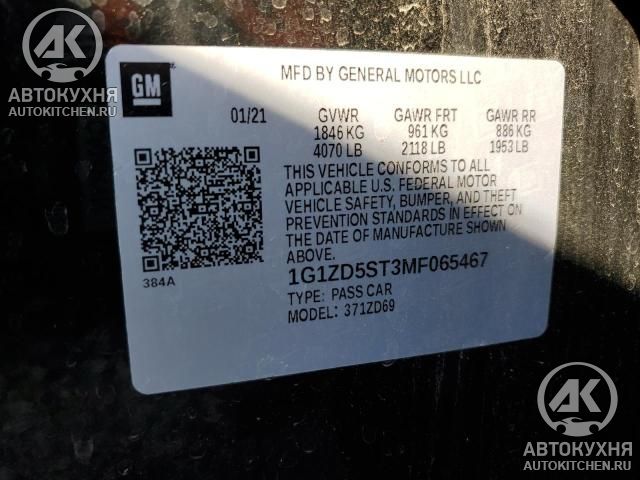 AK
АВТОКУХНЯ
AUTOKITCHEN.RU
GM
MFD BY GENERAL MOTORS LLC
01/21 GVWR GAWR FRT GAWR RR
1846 KG 961 KG 886 KG
4070 LB 2118 LB 1953 LB
THIS VEHICLE CONFORMS TO ALL
APPLICABLE U.S. FEDERAL MOTOR
VEHICLE SAFETY, BUMPER, AND THEFT
PREVENTION STANDARDS IN EFFECT ON
THE DATE OF MANUFACTURE SHOWN
ABOVE.
384A
1G1ZD5ST3MF065467
TYPE: PASS CAR
MODEL: 371ZD69
AK
АВТОКУХНЯ
AUTOKITCHEN.RU